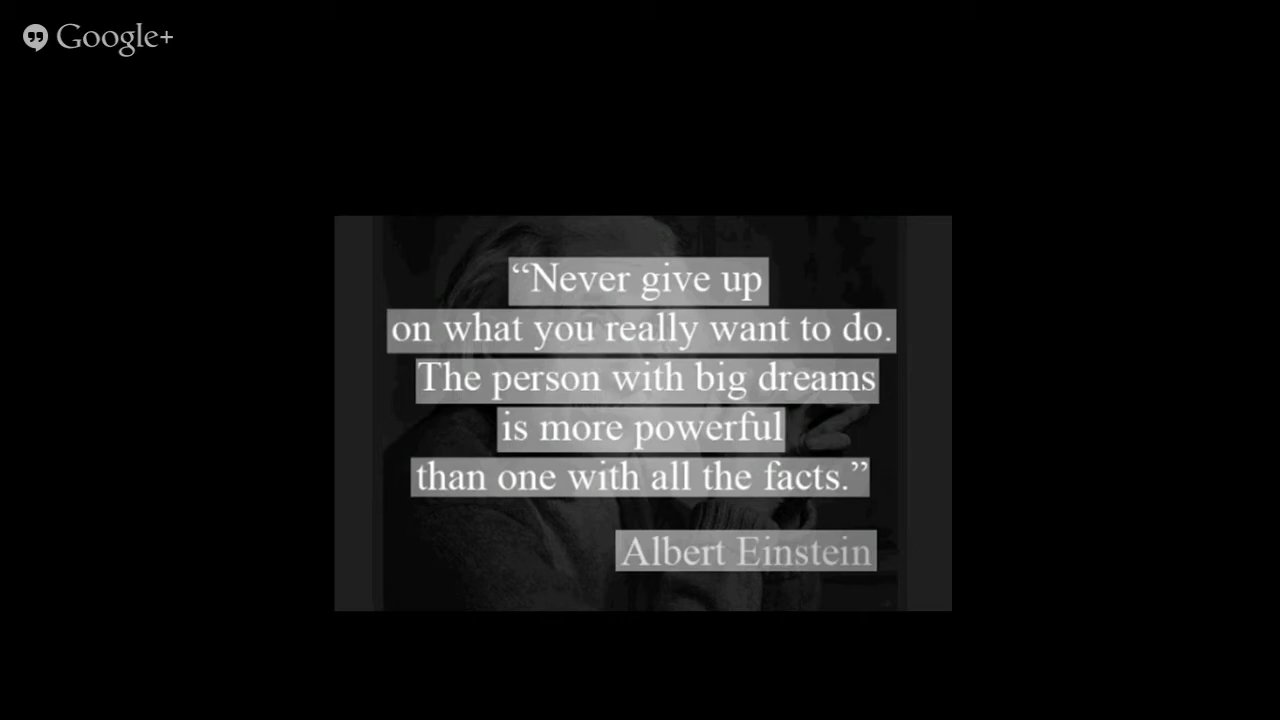 Google+
“Never give up
on what you really want to do.
The person with big dreams
is more powerful
than one with all the facts.”
Albert Einstein